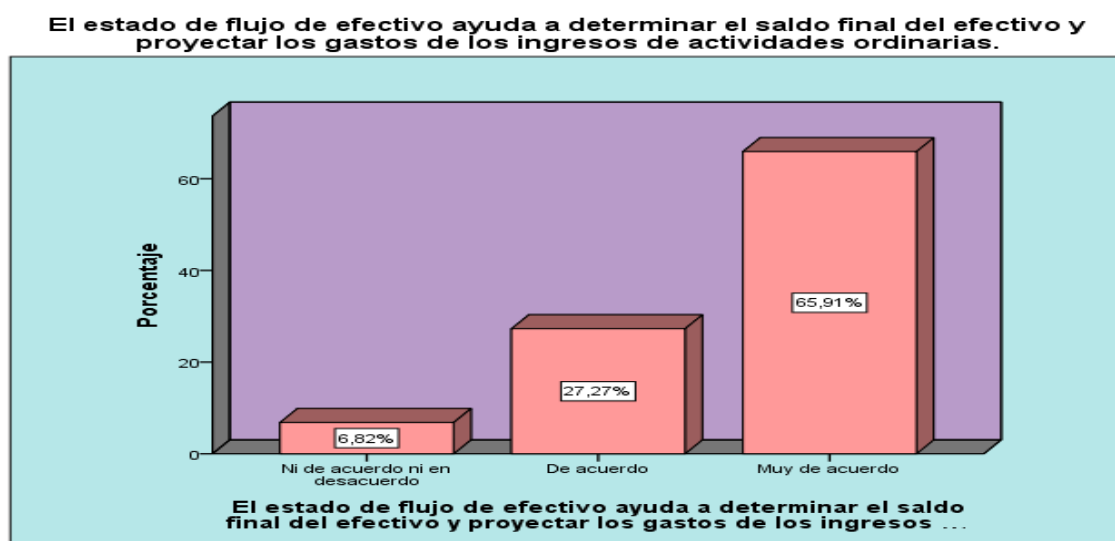 El estado de flujo de efectivo ayuda a determinar el saldo final del efectivo y
proyectar los gastos de los ingresos de actividades ordinarias.
Porcentaje
60
40
20
0
6,82%
27,27%
65,91%
Ni de acuerdo ni en
desacuerdo
De acuerdo
Muy de acuerdo
El estado de flujo de efectivo ayuda a determinar el saldo
final del efectivo y proyectar los gastos de los ingresos ...